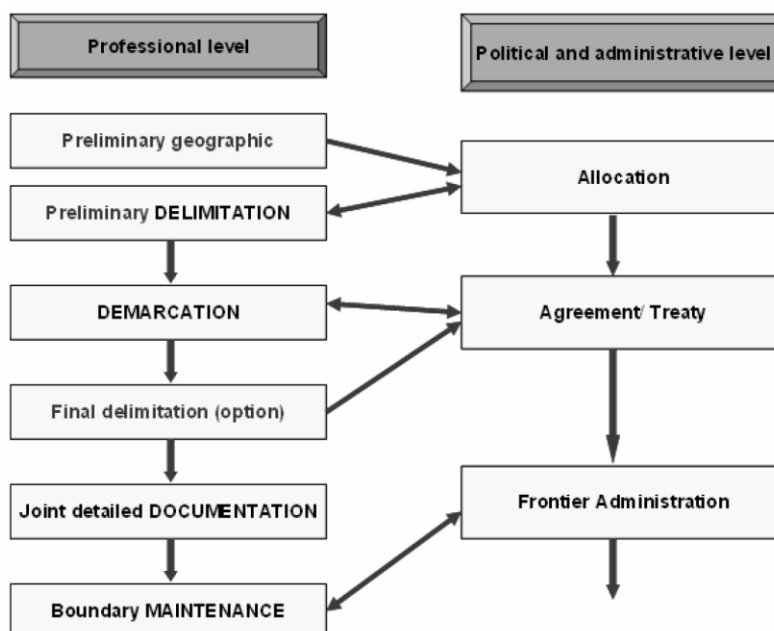 Professional level
Political and administrative level
Preliminary geographic
Allocation
Preliminary DELIMITATION
DEMARCATION
Agreement/ Treaty
Final delimitation (option)
Joint detailed DOCUMENTATION
Frontier Administration
Boundary MAINTENANCE